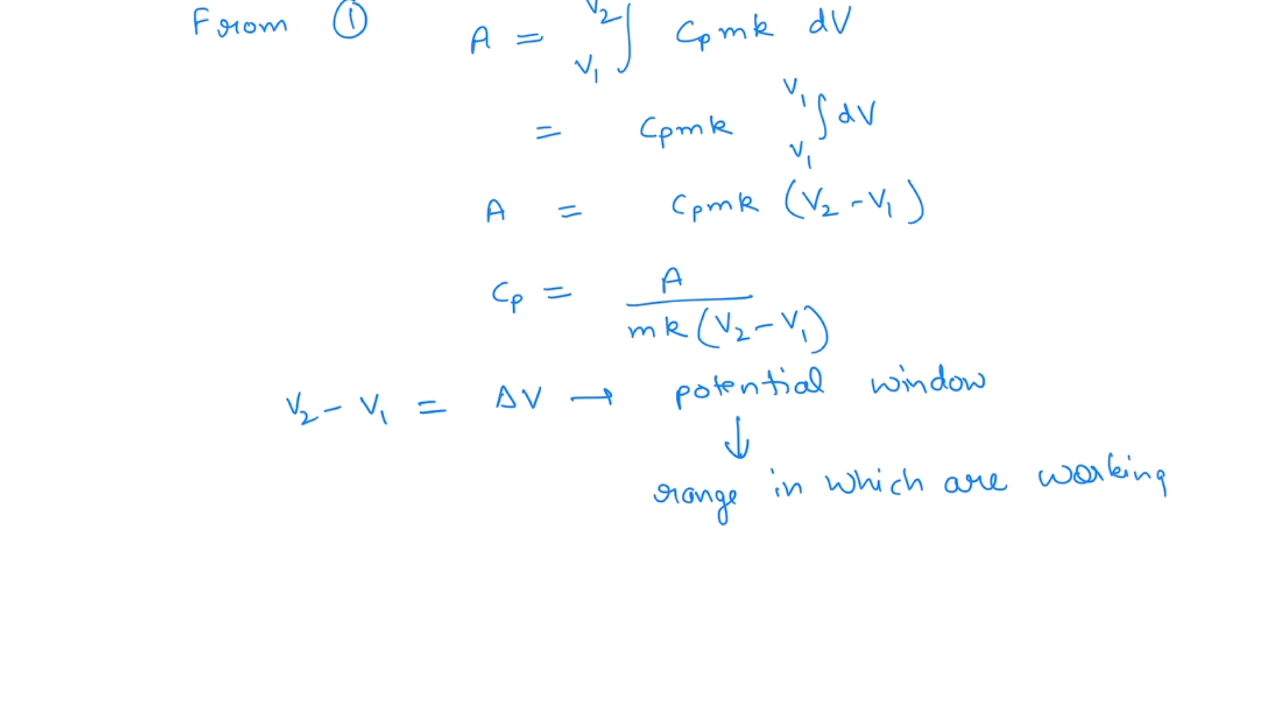 From ① A = V2 ∫ V1 Cpmk dV
= Cpmk V1 ∫ V1 dV
A = Cpmk (V2 - V1)
Cp = A / mk (V2 - V1)
V2 - V1 = ΔV → potential window
↓
range in which are working